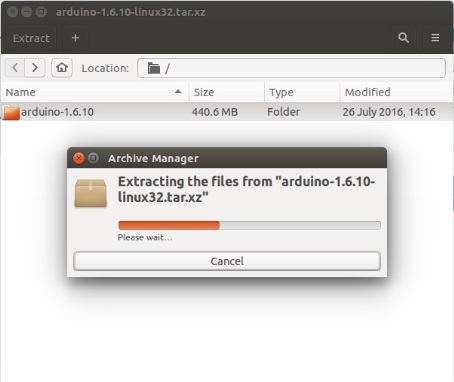 arduino-1.6.10-linux32.tar.xz
Extract +
Location: /
Name Size Type Modified
arduino-1.6.10 440.6 MB Folder 26 July 2016, 14:16
Archive Manager
Extracting the files from "arduino-1.6.10-
linux32.tar.xz"
Please wait...
Cancel